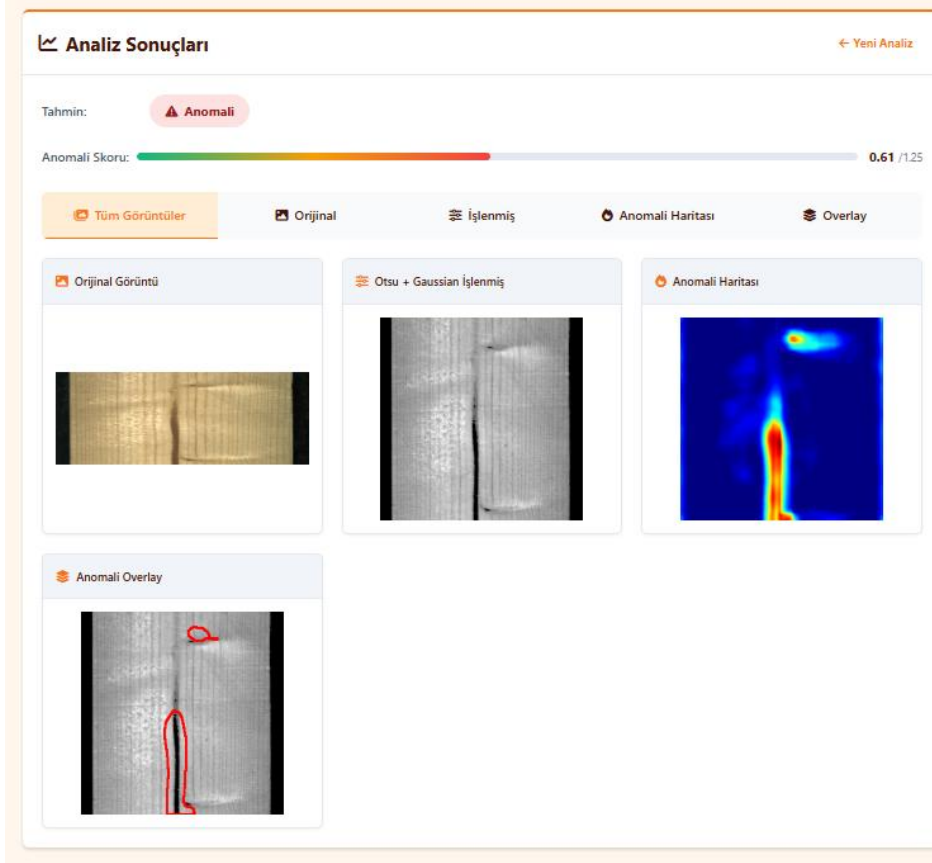 Analiz Sonuçları
← Yeni Analiz
Tahmin:
Anomali
Anomali Skoru:
0.61 /1.25
Tüm Görüntüler
Orijinal
İşlenmiş
Anomali Haritası
Overlay
Orijinal Görüntü
Otsu + Gaussian İşlenmiş
Anomali Haritası
Anomali Overlay